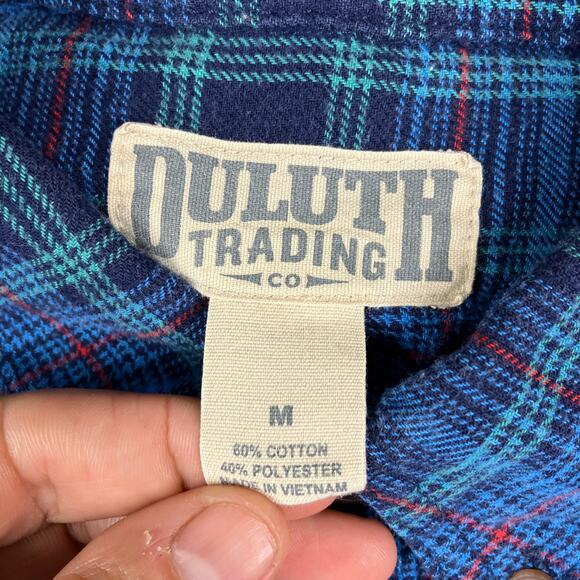 DULUTH
TRADING
CO
M
60% COTTON
40% POLYESTER
MADE IN VIETNAM